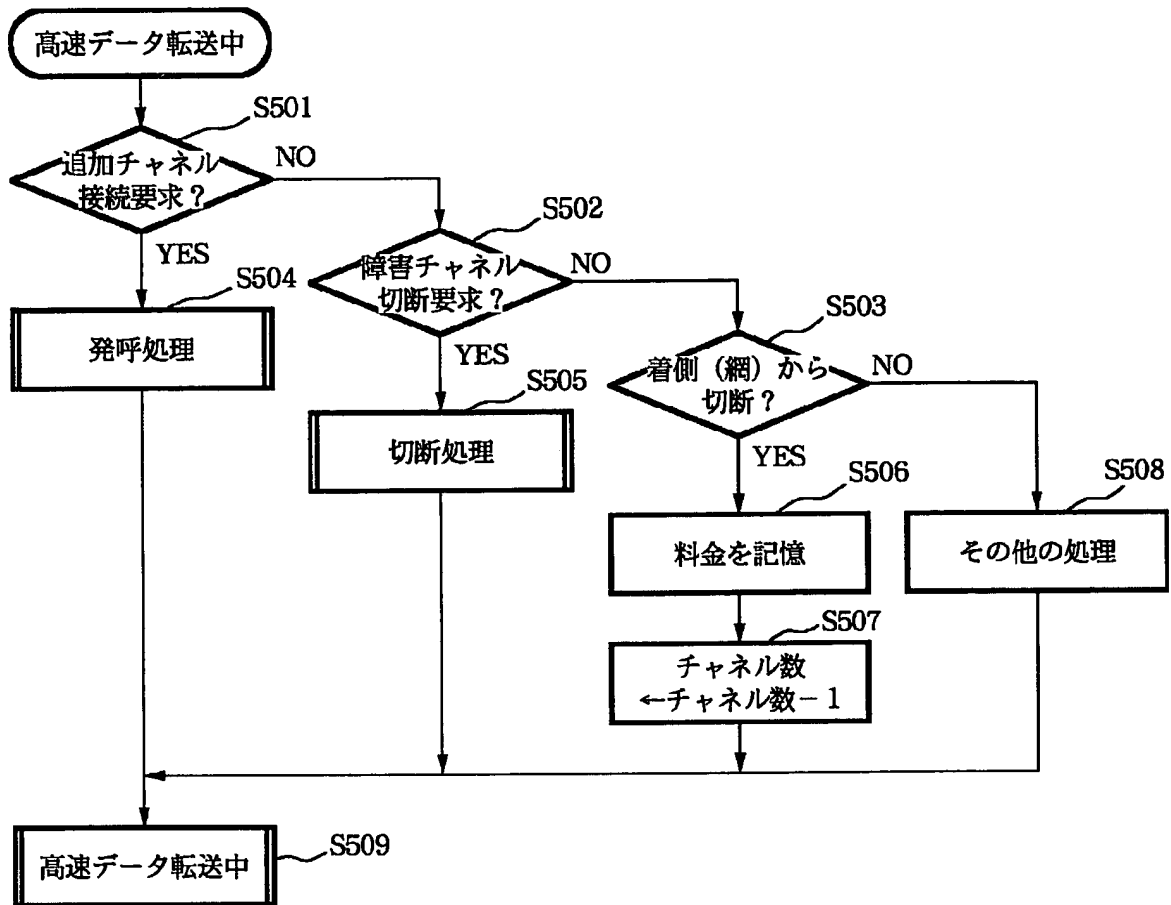 高速データ転送中
S501
追加チャネル
接続要求？
NO
YES
S502
障害チャネル
切断要求？
NO
YES
S504
発呼処理
S503
着側（網）から
切断？
NO
YES
S505
切断処理
S506
料金を記憶
S508
その他の処理
S507
チャネル数
←チャネル数－1
高速データ転送中
S509